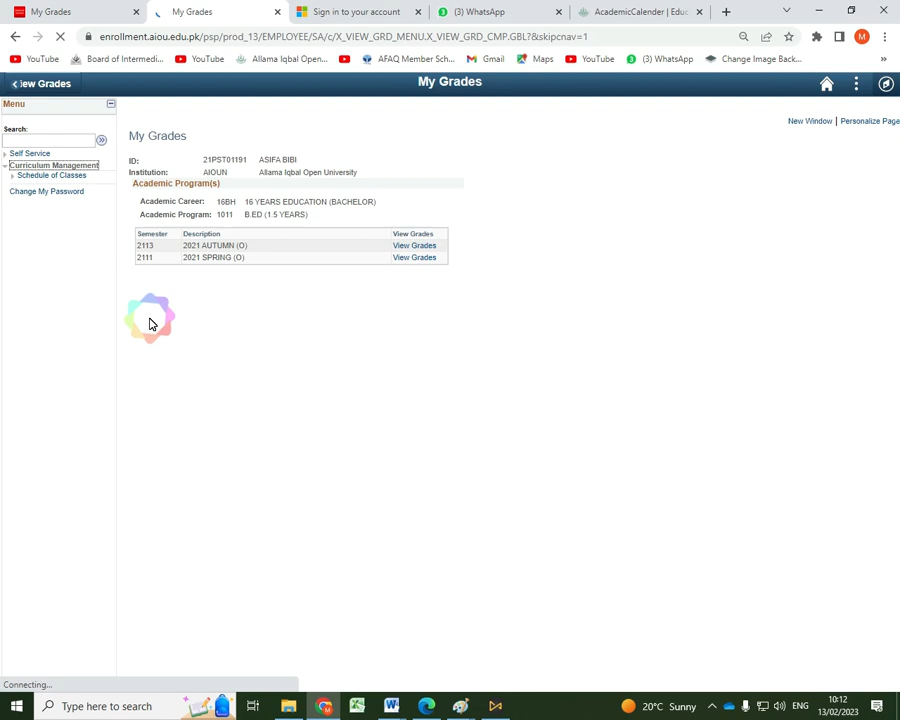 My Grades
My Grades
Sign in to your account
(3) WhatsApp
AcademicCalender | Educ
enrollment.aiou.edu.pk/psp/prod_13/EMPLOYEE/SA/c/X_VIEW_GRD_MENU.X_VIEW_GRD_CMP.GBL?&skipcnav=1
M
YouTube
Board of Intermedi...
YouTube
Allama Iqbal Open...
AFAQ Member Sch...
Gmail
Maps
YouTube
(3) WhatsApp
Change Image Back...
»
iew Grades
My Grades
Menu
New Window | Personalize Page
Search:
My Grades
Self Service
Curriculum Management
Schedule of Classes
Change My Password
ID: 21PST01191 ASIFA BIBI
Institution: AIOUN Allama Iqbal Open University
Academic Program(s)
Academic Career: 16BH 16 YEARS EDUCATION (BACHELOR)
Academic Program: 1011 B.ED (1.5 YEARS)
Semester Description View Grades
2113 2021 AUTUMN (O) View Grades
2111 2021 SPRING (O) View Grades
Connecting...
Type here to search
20°C Sunny
ENG
10:12
13/02/2023